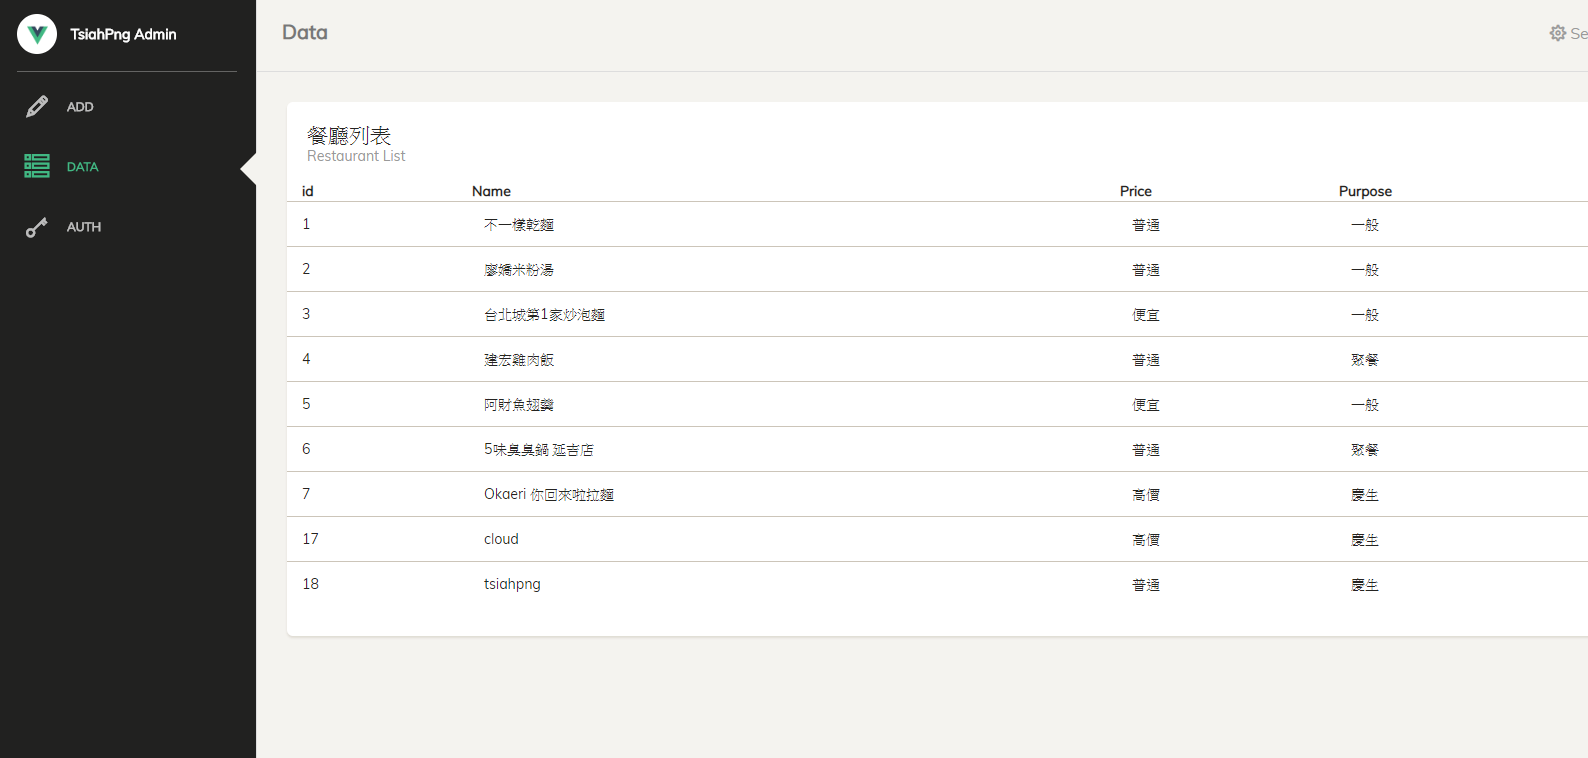 TsiahPng Admin
ADD
DATA
AUTH
Data
Se
餐廳列表
Restaurant List
id Name Price Purpose
1 不一樣乾麵 普通 一般
2 廖嬌米粉湯 普通 一般
3 台北城第1家炒泡麵 便宜 一般
4 建宏雞肉飯 普通 聚餐
5 阿財魚翅羹 便宜 一般
6 5味臭臭鍋 延吉店 普通 聚餐
7 Okaeri 你回來啦拉麵 高價 慶生
17 cloud 高價 慶生
18 tsiahpng 普通 慶生